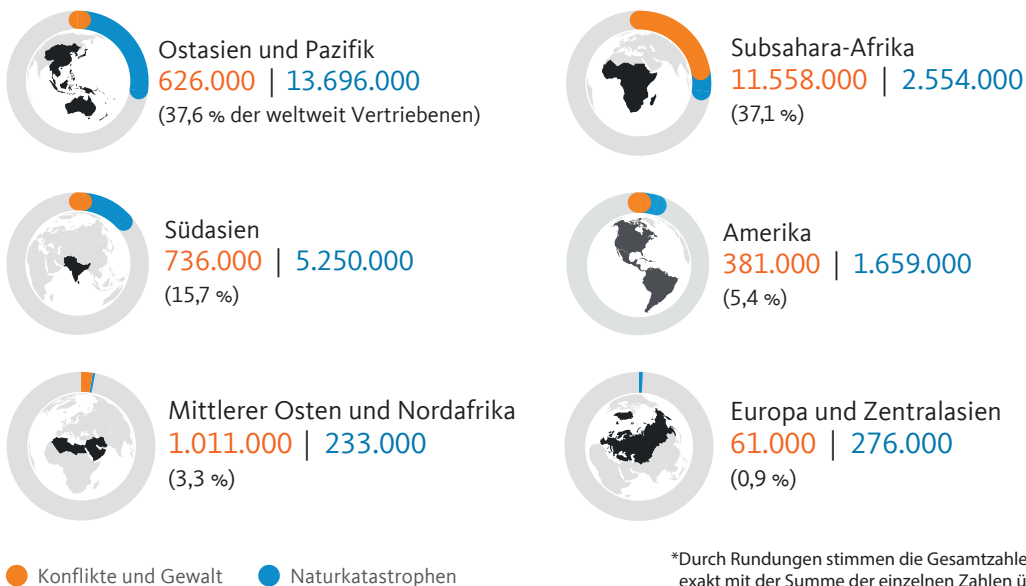 Ostasien und Pazifik
626.000 | 13.696.000
(37,6 % der weltweit Vertriebenen)
Subsahara-Afrika
11.558.000 | 2.554.000
(37,1 %)
Südasien
736.000 | 5.250.000
(15,7 %)
Amerika
381.000 | 1.659.000
(5,4 %)
Mittlerer Osten und Nordafrika
1.011.000 | 233.000
(3,3 %)
Europa und Zentralasien
61.000 | 276.000
(0,9 %)
Konflikte und Gewalt
Naturkatastrophen
*Durch Rundungen stimmen die Gesamtzahle
exakt mit der Summe der einzelnen Zahlen ü